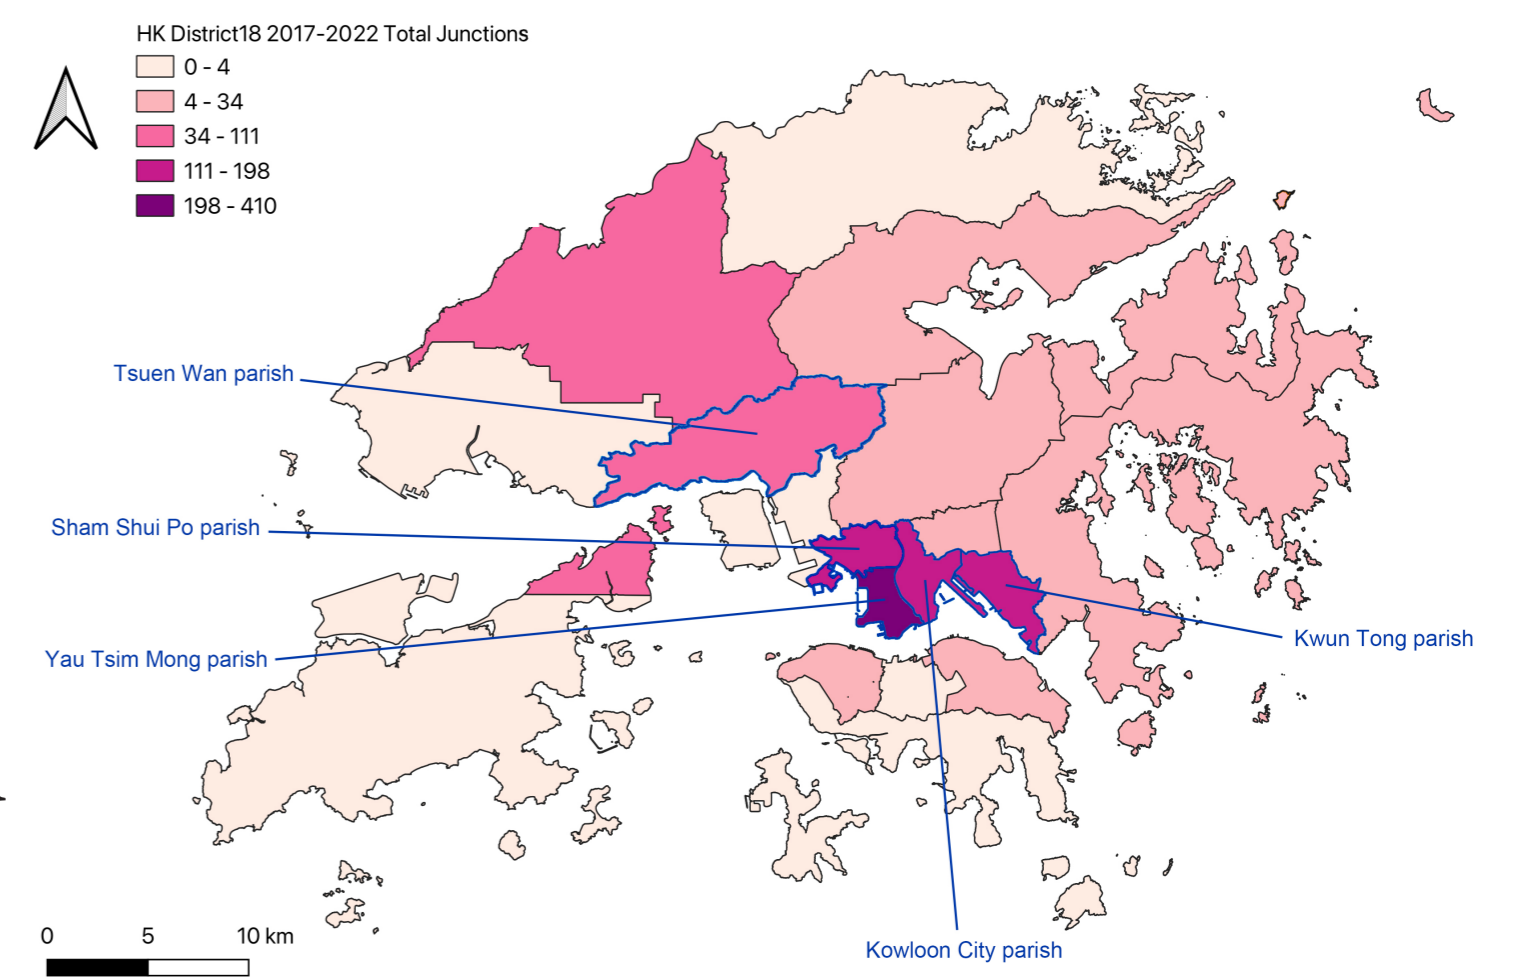 HK District18 2017-2022 Total Junctions
0 - 4
4 - 34
34 - 111
111 - 198
198 - 410
Tsuen Wan parish
Sham Shui Po parish
Yau Tsim Mong parish
Kwun Tong parish
Kowloon City parish
0 5 10 km